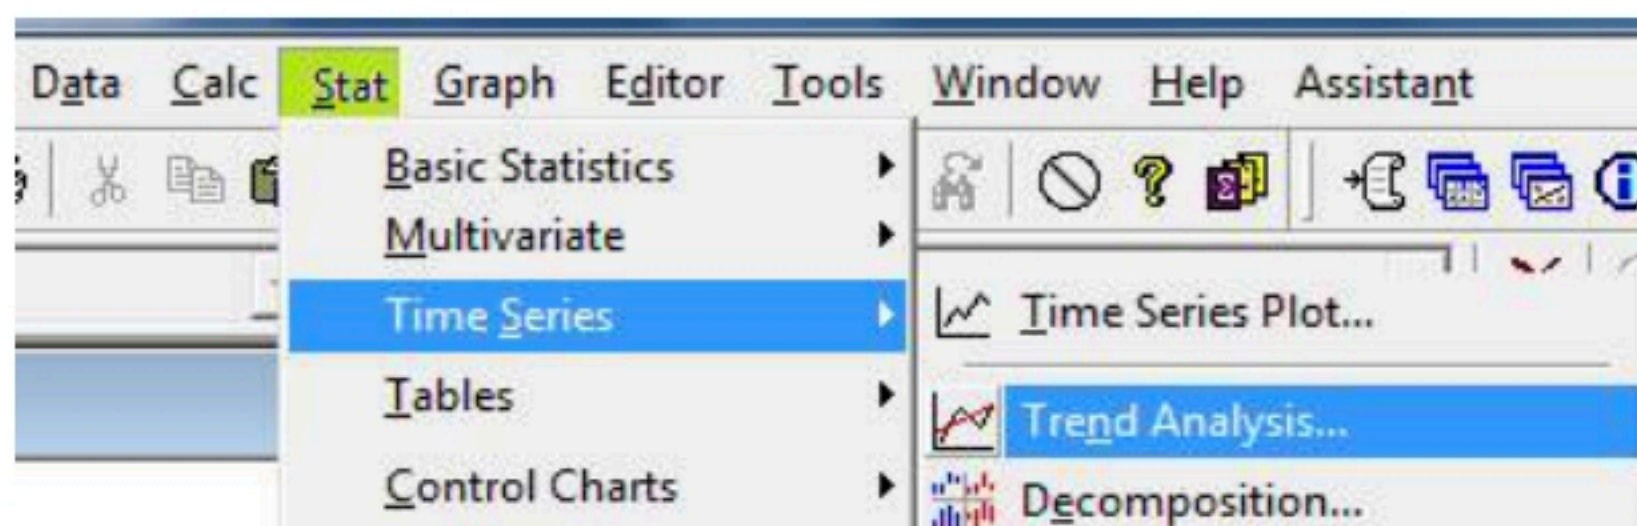 Data Calc Stat Graph Editor Tools Window Help Assistant
Basic Statistics
Multivariate
Time Series
Tables
Control Charts
Time Series Plot...
Trend Analysis...
Decomposition...